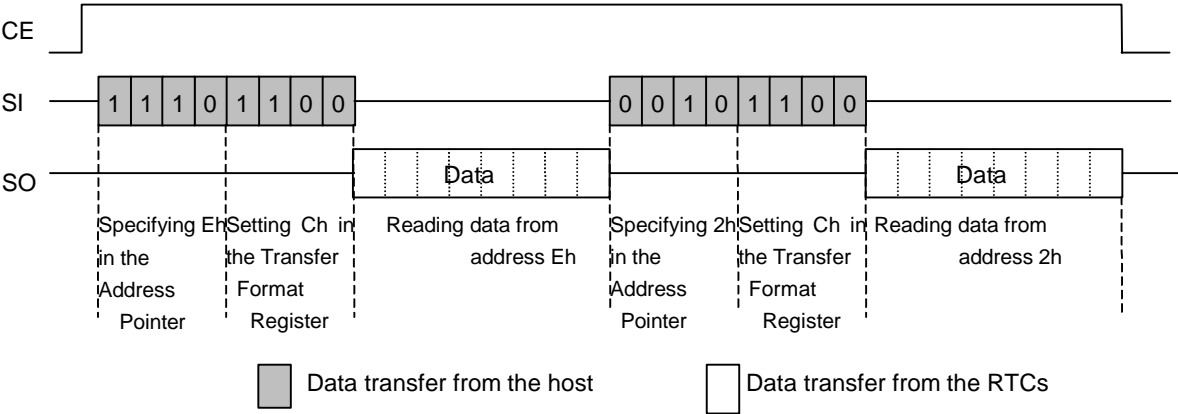 CE
SI
1 1 1 0 1 1 0 0
0 0 1 0 1 1 0 0
SO
Data
Data
Specifying Eh in the Address Pointer
Setting Ch in the Transfer Format Register
Reading data from address Eh
Specifying 2h in the Address Pointer
Setting Ch in the Transfer Format Register
Reading data from address 2h
Data transfer from the host
Data transfer from the RTCs